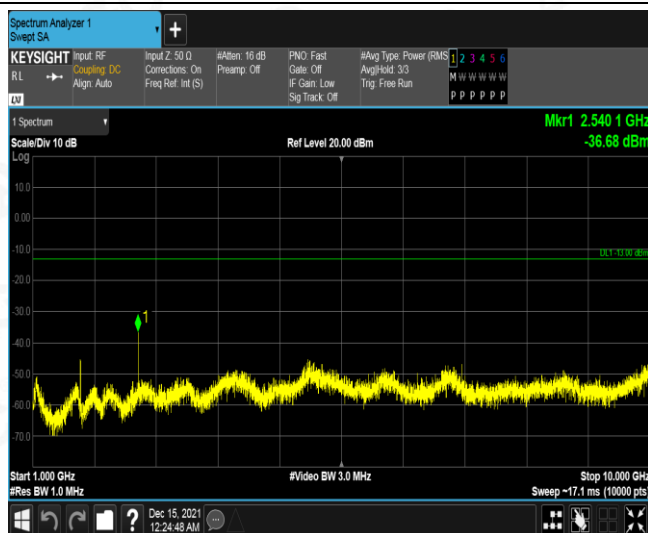 Spectrum Analyzer 1
Swept SA
+
KEYSIGHT
RL
Input: RF
Coupling: DC
Align: Auto
Input Z: 50 Ω
Corrections: On
Freq Ref: Int (S)
#Atten: 16 dB
Preamp: Off
PNO: Fast
Gate: Off
IF Gain: Low
Sig Track: Off
#Avg Type: Power (RMS
Avg|Hold: 3/3
Trig: Free Run
1 2 3 4 5 6
M W W W W W
P P P P P P
LXI
1 Spectrum
Mkr1 2.540 1 GHz
-36.68 dBm
Scale/Div 10 dB
Ref Level 20.00 dBm
Log
10.0
0.00
-10.0
DL1 -13.00 dBm
-20.0
-30.0
1
-40.0
-50.0
-60.0
-70.0
Start 1.000 GHz
#Video BW 3.0 MHz
Stop 10.000 GHz
#Res BW 1.0 MHz
Sweep ~17.1 ms (10000 pts)
?
Dec 15, 2021
12:24:48 AM